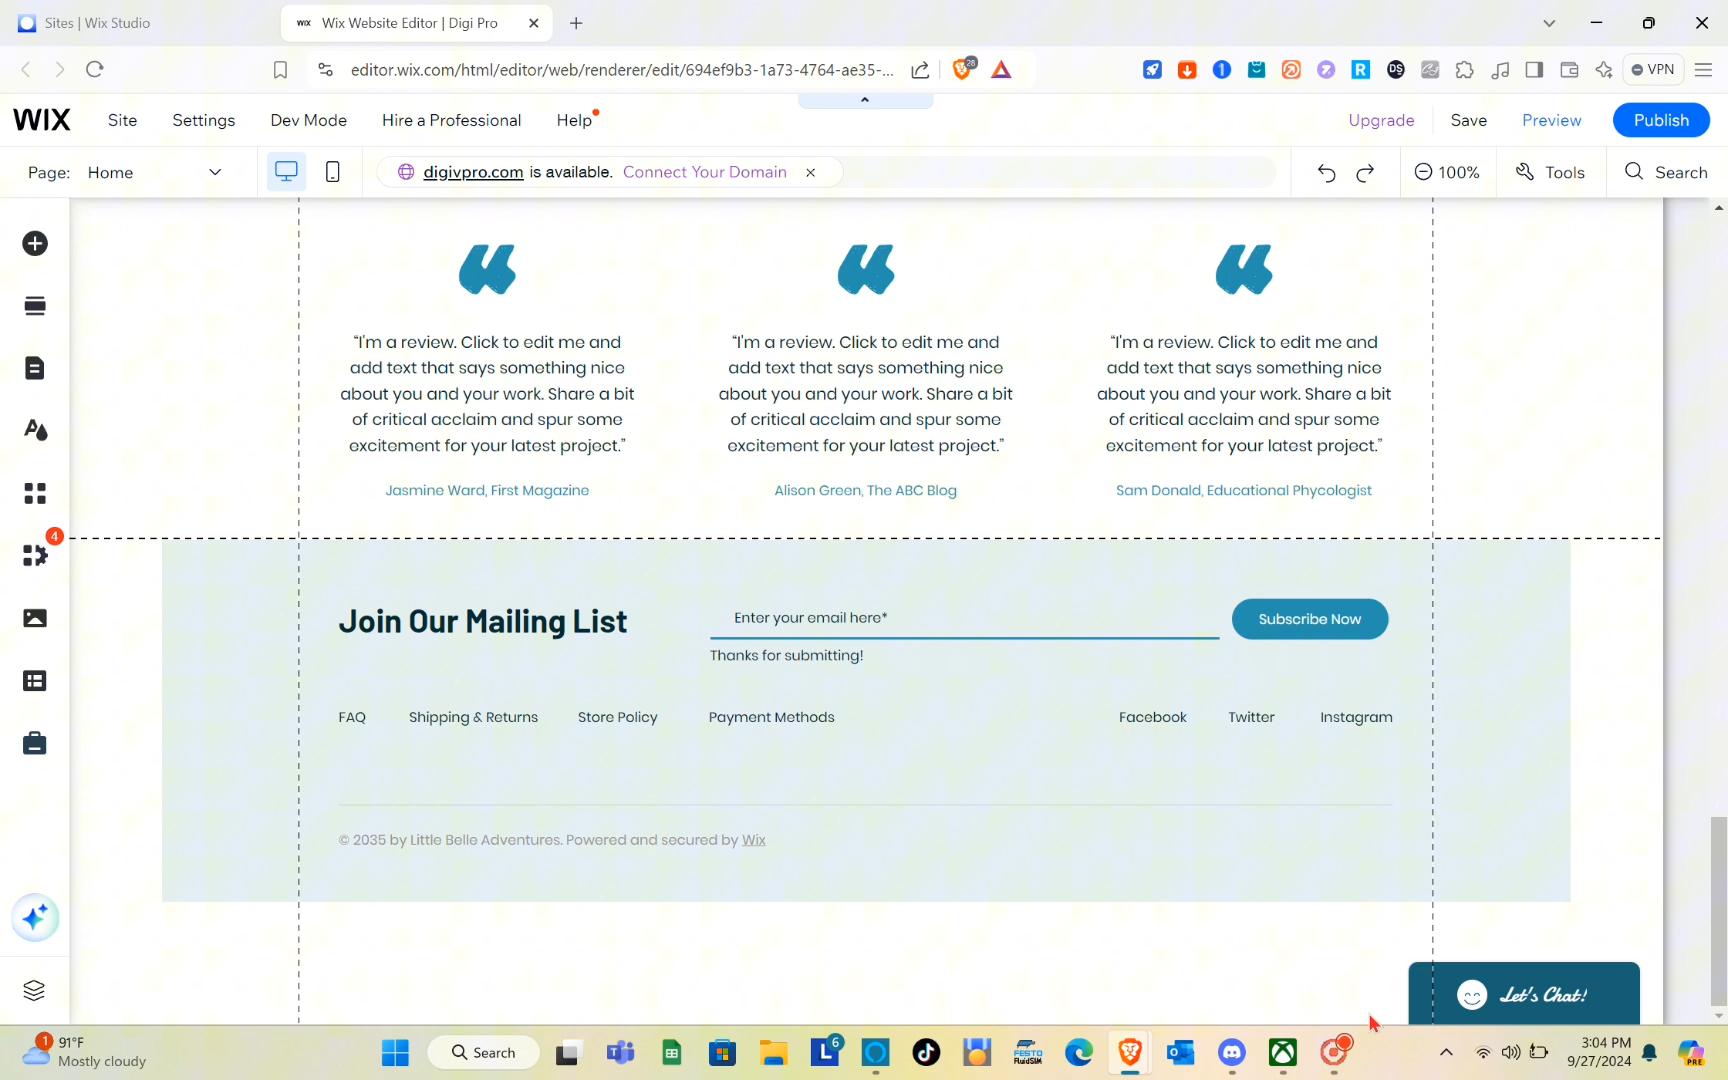 Sites | Wix Studio
WIX Wix Website Editor | Digi Pro
editor.wix.com/html/editor/web/renderer/edit/694ef9b3-1a73-4764-ae35-...
28
VPN
WIX Site Settings Dev Mode Hire a Professional Help
Upgrade Save Preview Publish
Page: Home
digivpro.com is available. Connect Your Domain
100% Tools Search
“I'm a review. Click to edit me and
add text that says something nice
about you and your work. Share a bit
of critical acclaim and spur some
excitement for your latest project.”
Jasmine Ward, First Magazine
“I'm a review. Click to edit me and
add text that says something nice
about you and your work. Share a bit
of critical acclaim and spur some
excitement for your latest project.”
Alison Green, The ABC Blog
“I'm a review. Click to edit me and
add text that says something nice
about you and your work. Share a bit
of critical acclaim and spur some
excitement for your latest project.”
Sam Donald, Educational Phycologist
4
Join Our Mailing List
Enter your email here*
Subscribe Now
Thanks for submitting!
FAQ Shipping & Returns Store Policy Payment Methods Facebook Twitter Instagram
© 2035 by Little Belle Adventures. Powered and secured by Wix
Let's Chat!
1
91°F
Mostly cloudy
Search
L 6
FESTO
FluidSIM
3:04 PM
9/27/2024
PRE